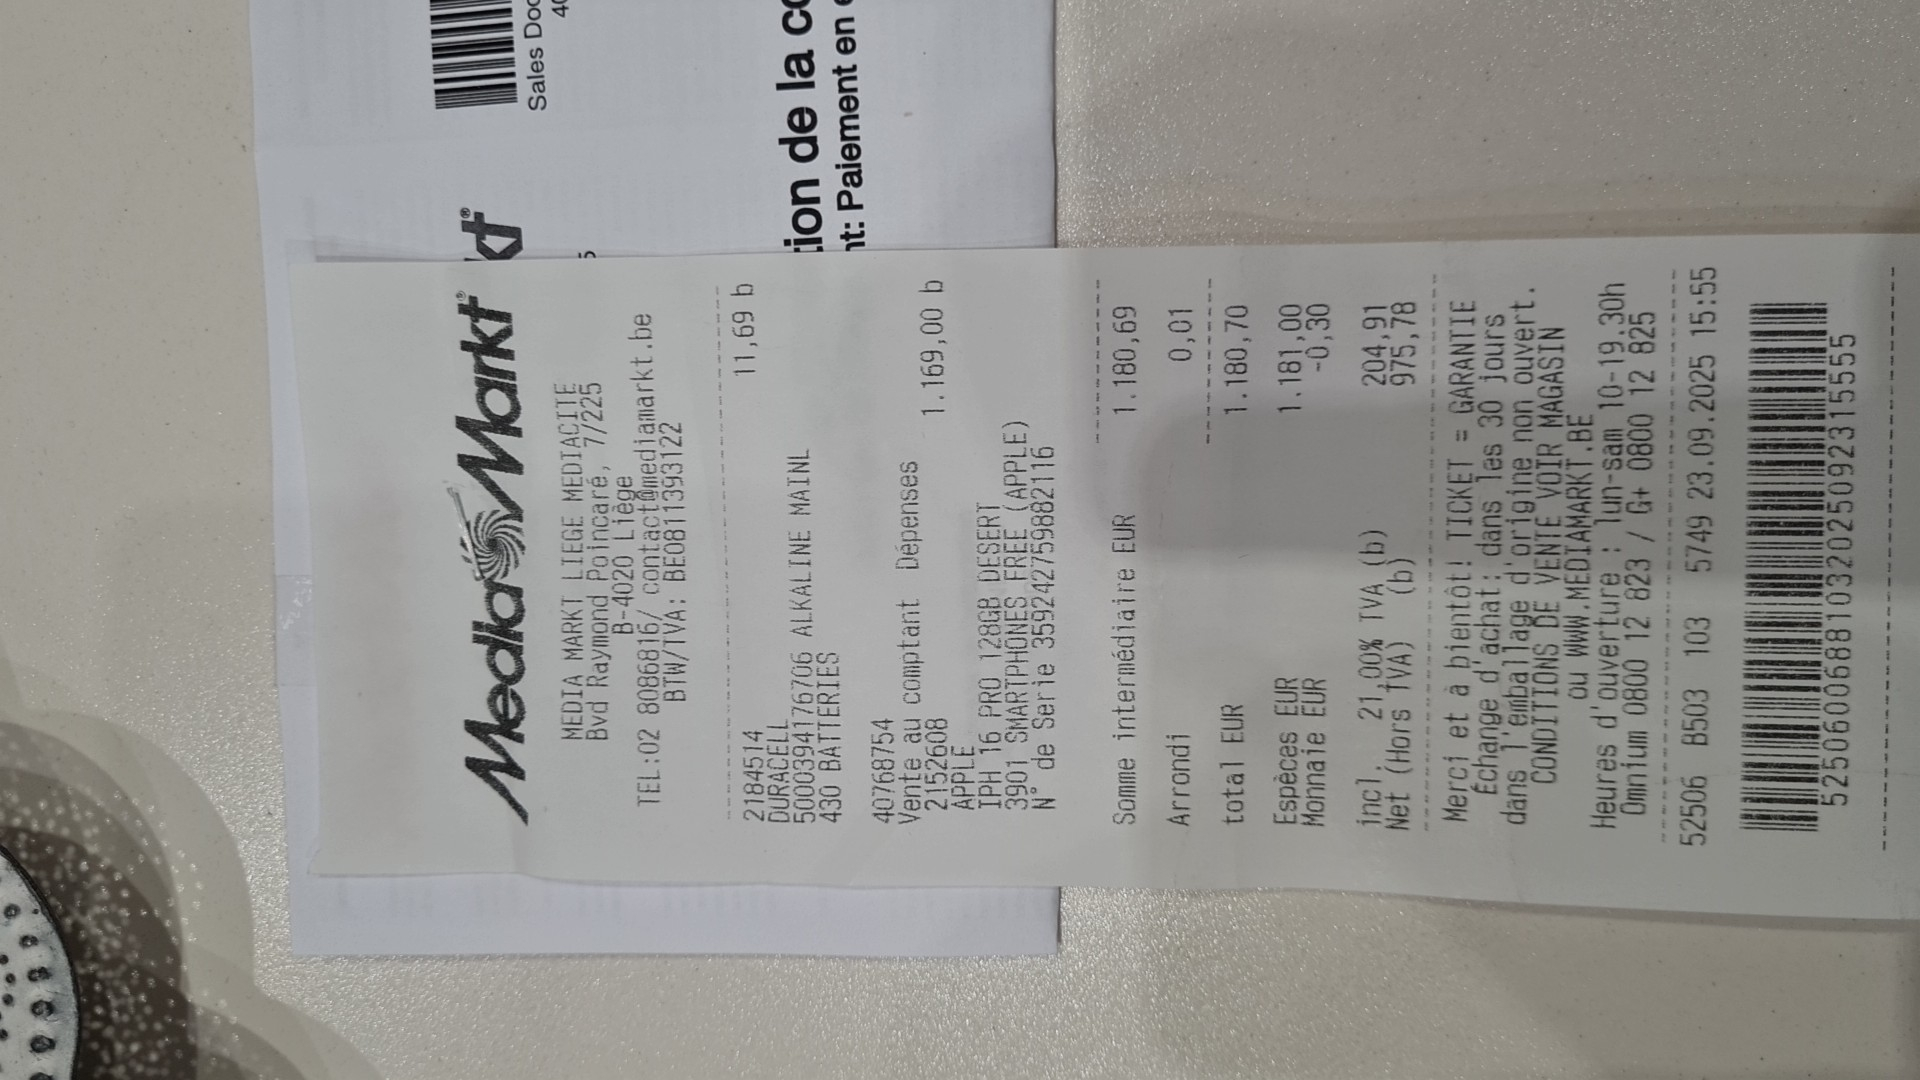 Sales Doc
40
kt®
5
tion de la co
nt: Paiement en e
Media Markt®
MEDIA MARKT LIEGE MEDIACITE
Bvd Raymond Poincaré, 7/225
B-4020 Liège
TEL:02 8086816/ contact@mediamarkt.be
BTW/TVA: BE0811393122
2184514 11,69 b
DURACELL
5000394176706 ALKALINE MAINL
430 BATTERIES
40768754
Vente au comptant Dépenses
2152608 1.169,00 b
APPLE
IPH 16 PRO 128GB DESERT
3901 SMARTPHONES FREE (APPLE)
N° de Serie 359242759882116
Somme intermédiaire EUR 1.180,69
Arrondi 0,01
total EUR 1.180,70
Espèces EUR 1.181,00
Monnaie EUR -0,30
incl. 21,00% TVA (b) 204,91
Net (Hors TVA) (b) 975,78
Merci et à bientôt! TICKET = GARANTIE
Échange d'achat: dans les 30 jours
dans l'emballage d'origine non ouvert.
CONDITIONS DE VENTE VOIR MAGASIN
ou WWW.MEDIAMARKT.BE
Heures d'ouverture : lun-sam 10-19.30h
Omnium 0800 12 823 / G+ 0800 12 825
52506 B503 103 5749 23.09.2025 15:55